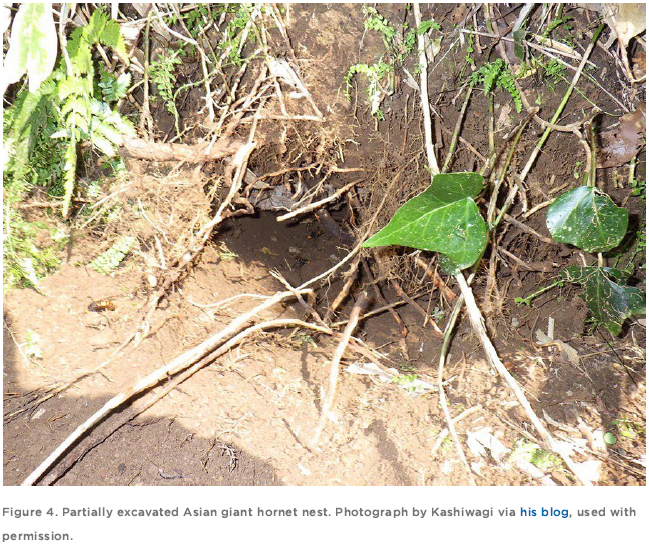 Figure 4. Partially excavated Asian giant hornet nest. Photograph by Kashiwagi via his blog, used with
permission.